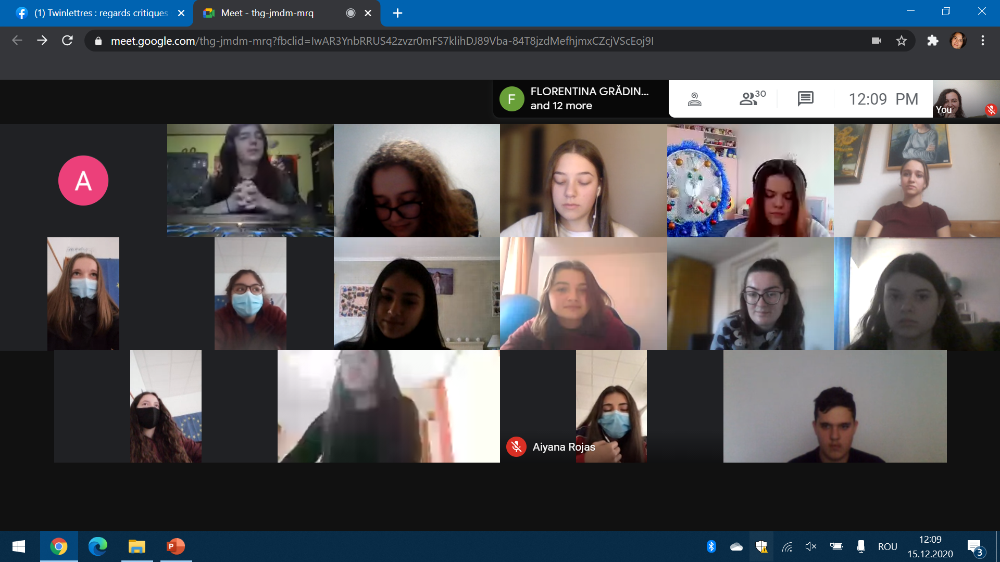 (1) Twinlettres : regards critiques
Meet - thg-jmdm-mrq
meet.google.com/thg-jmdm-mrq?fbclid=IwAR3YnbRRUS42zvzr0mFS7klihDJ89Vba-84T8jzdMefhjmxCZcjVScEoj9I
F
FLORENTINA GRĂDIN...
and 12 more
30
12:09 PM
You
A
Aiyana Rojas
P
ROU
12:09
15.12.2020
3